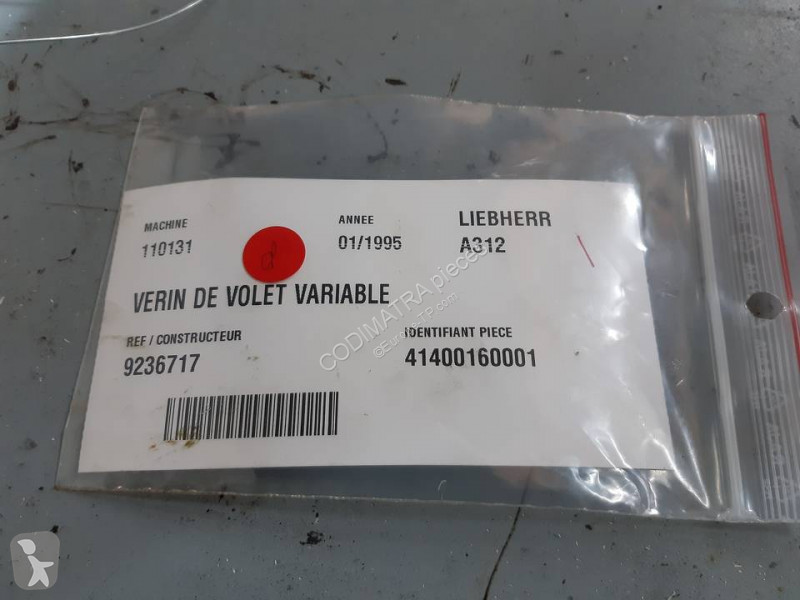 MACHINE
110131
ANNEE
01/1995
LIEBHERR
A312
VERIN DE VOLET VARIABLE
REF / CONSTRUCTEUR
9236717
IDENTIFIANT PIECE
41400160001
CODIMATRA pieces